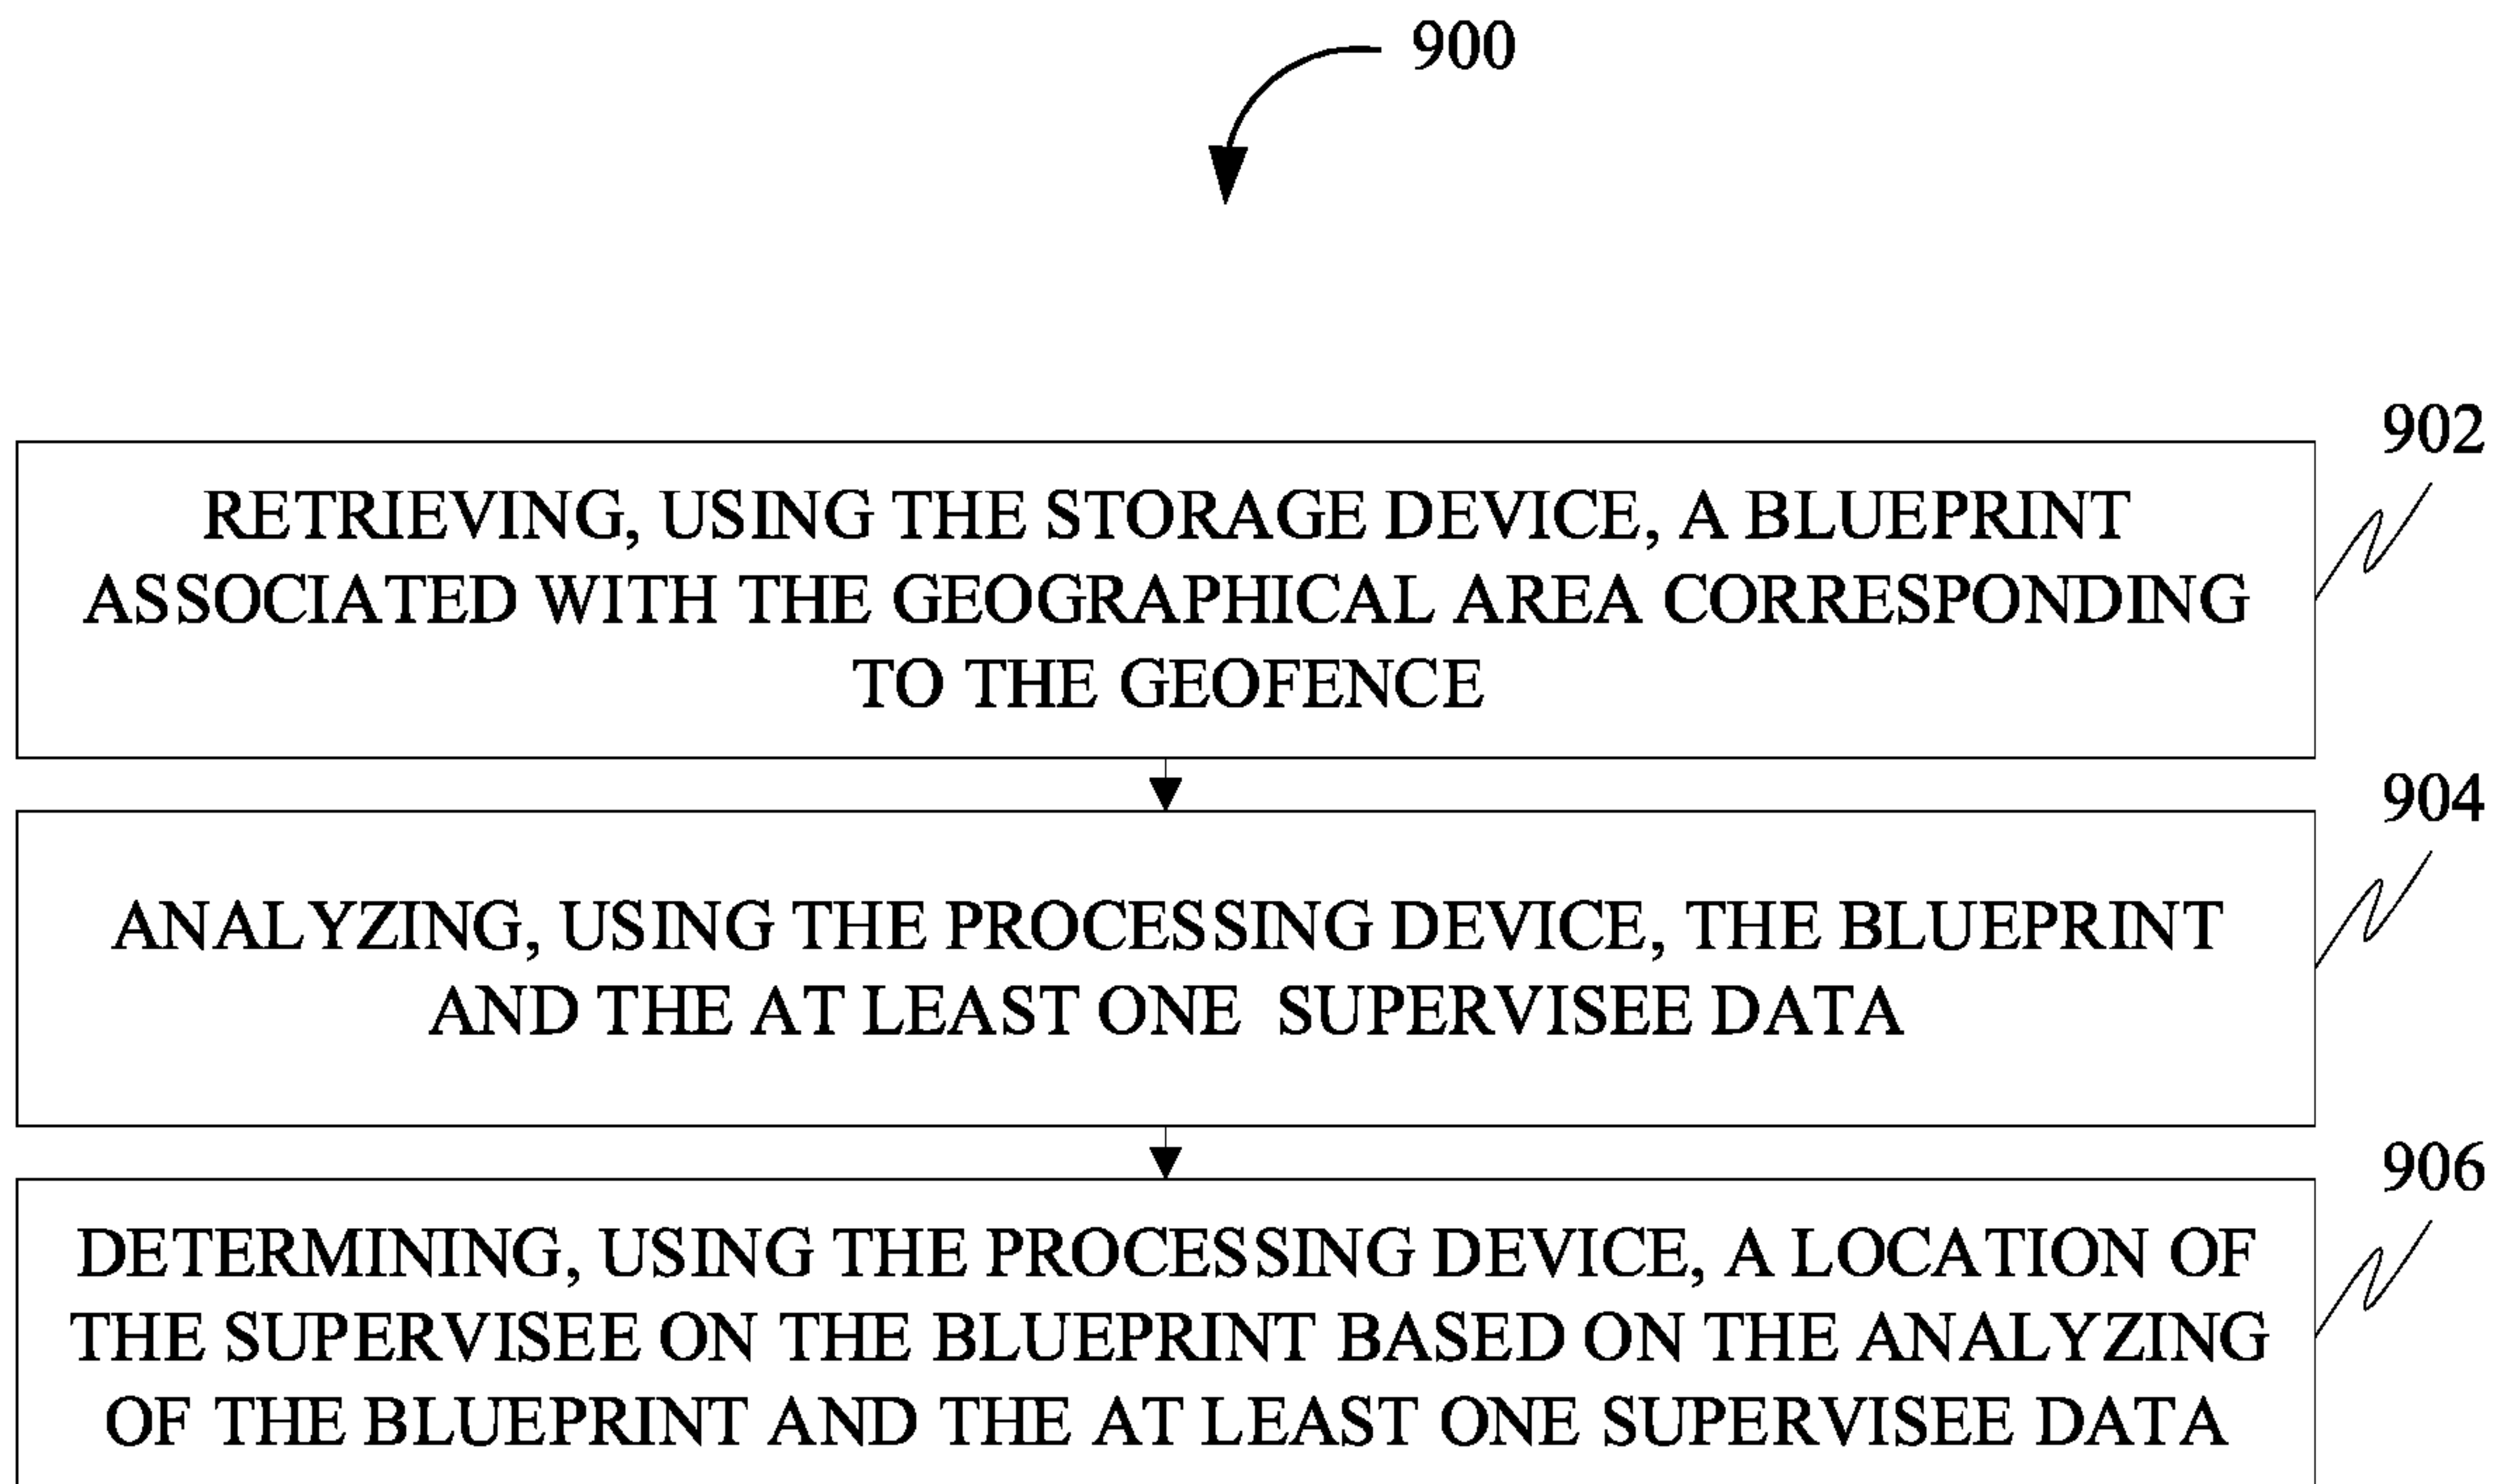 900
902
RETRIEVING, USING THE STORAGE DEVICE, A BLUEPRINT
ASSOCIATED WITH THE GEOGRAPHICAL AREA CORRESPONDING
TO THE GEOFENCE
904
ANALYZING, USING THE PROCESSING DEVICE, THE BLUEPRINT
AND THE AT LEAST ONE SUPERVISEE DATA
906
DETERMINING, USING THE PROCESSING DEVICE, A LOCATION OF
THE SUPERVISEE ON THE BLUEPRINT BASED ON THE ANALYZING
OF THE BLUEPRINT AND THE AT LEAST ONE SUPERVISEE DATA